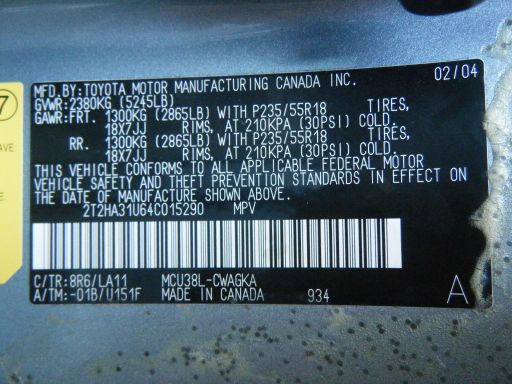 MFD.BY:TOYOTA MOTOR MANUFACTURING CANADA INC. 02/04
GVWR:2380KG (5245LB)
GAWR:FRT. 1300KG (2865LB) WITH P235/55R18 TIRES,
18X7JJ RIMS, AT 210KPA (30PSI) COLD.
RR. 1300KG (2865LB) WITH P235/55R18 TIRES,
18X7JJ RIMS, AT 210KPA (30PSI) COLD.
THIS VEHICLE CONFORMS TO ALL APPLICABLE FEDERAL MOTOR
VEHICLE SAFETY AND THEFT PREVENTION STANDARDS IN EFFECT ON
THE DATE OF MANUFACTURE SHOWN ABOVE.
2T2HA31U64C015290 MPV
C/TR:8R6/LA11 MCU38L-CWAGKA
A/TM:-01B/U151F MADE IN CANADA 934 A
7
AVE